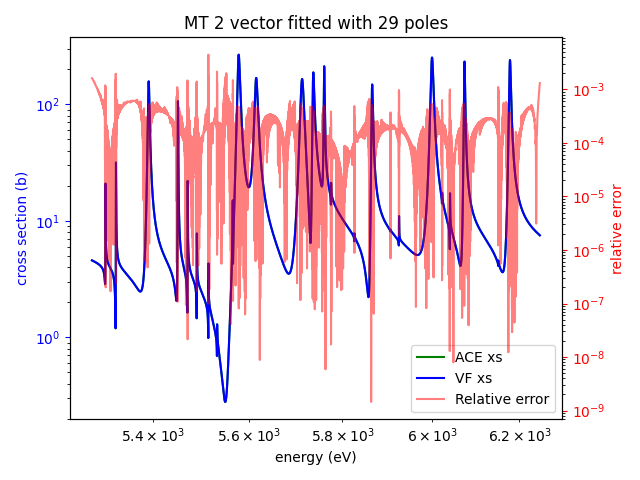 MT 2 vector fitted with 29 poles
10²
10¹
10⁰
cross section (b)
10⁻³
10⁻⁴
10⁻⁵
10⁻⁶
10⁻⁷
10⁻⁸
10⁻⁹
relative error
ACE xs
VF xs
Relative error
5.4 × 10³ 5.6 × 10³ 5.8 × 10³ 6 × 10³ 6.2 × 10³
energy (eV)